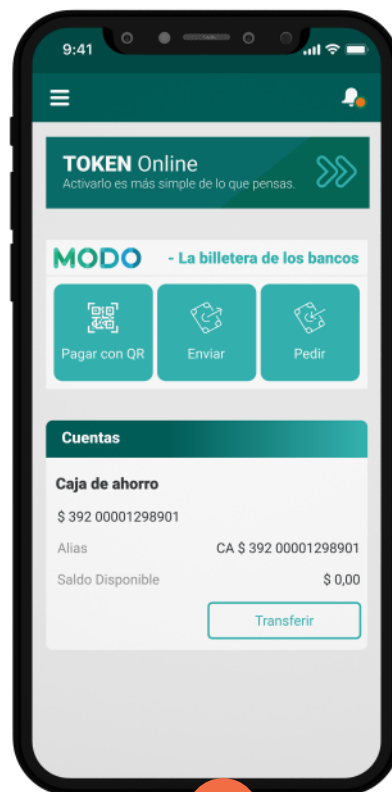 9:41
TOKEN Online
Activarlo es más simple de lo que pensas.
MODO - La billetera de los bancos
Pagar con QR Enviar Pedir
Cuentas
Caja de ahorro
$ 392 00001298901
Alias CA $ 392 00001298901
Saldo Disponible $ 0,00
Transferir